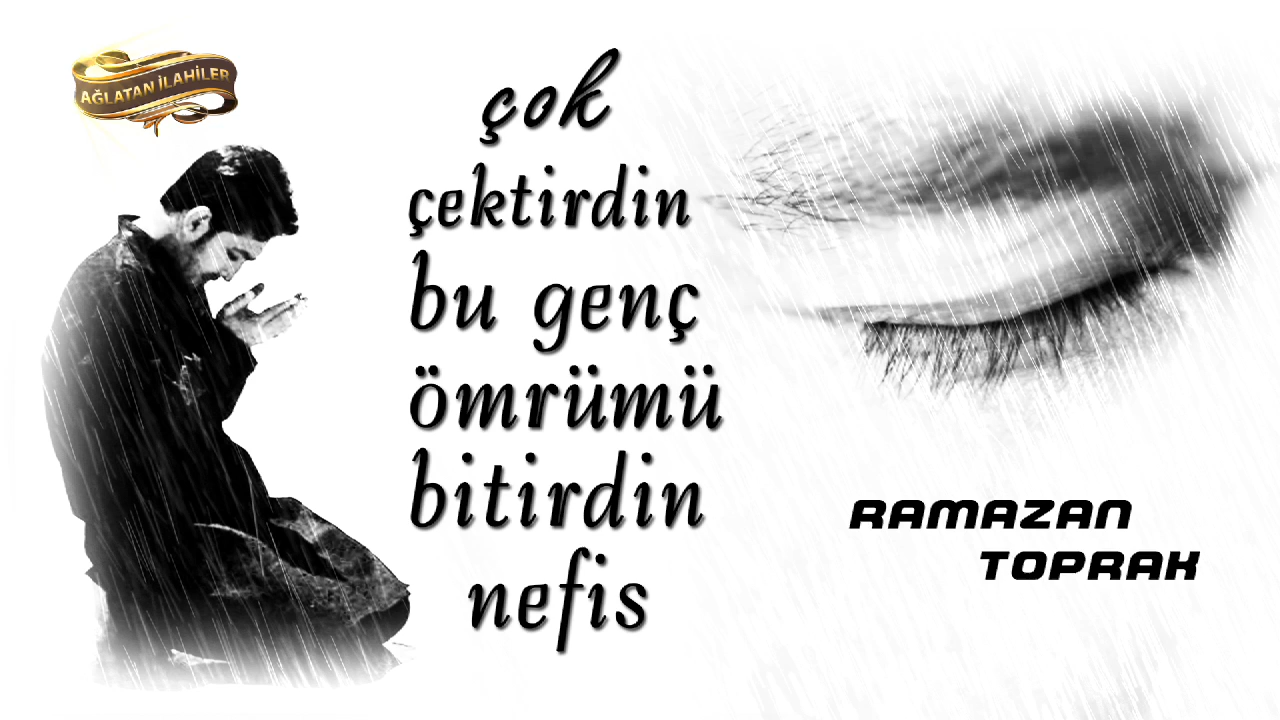 AĞLATAN İLAHİLER
çok
çektirdin
bu genç
ömrümü
bitirdin
nefis
RAMAZAN
TOPRAK